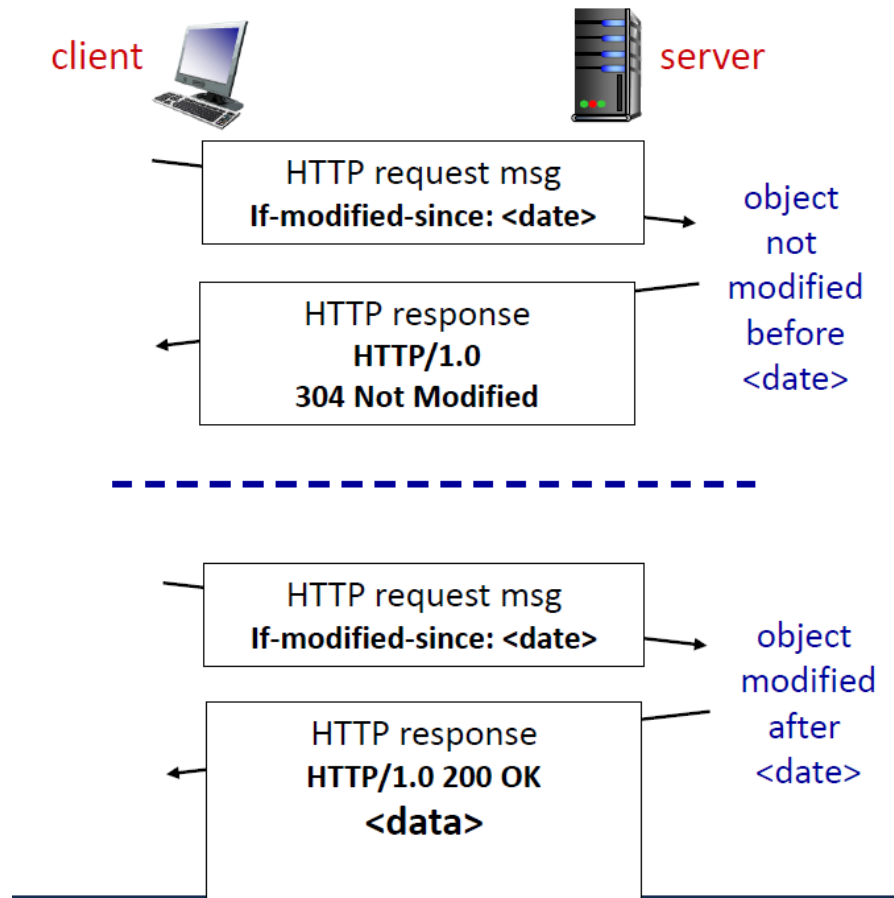 client
server
HTTP request msg
If-modified-since: <date>
object
not
modified
before
<date>
HTTP response
HTTP/1.0
304 Not Modified
HTTP request msg
If-modified-since: <date>
object
modified
after
<date>
HTTP response
HTTP/1.0 200 OK
<data>